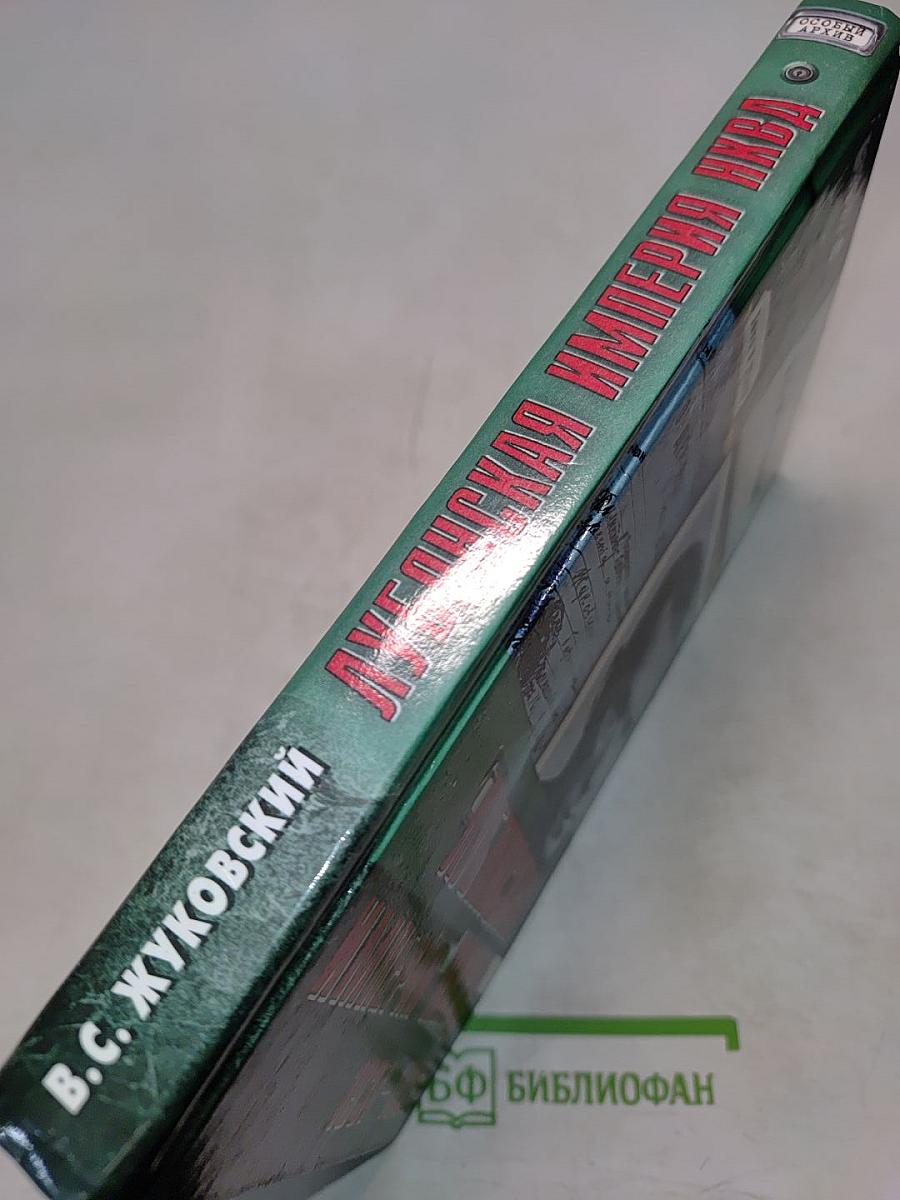 ОСОБЫЙ
АРХИВ
ЛУБЯНСКАЯ ИМПЕРИЯ НКВД
В.С. ЖУКОВСКИЙ
БФ БИБЛИОФАН